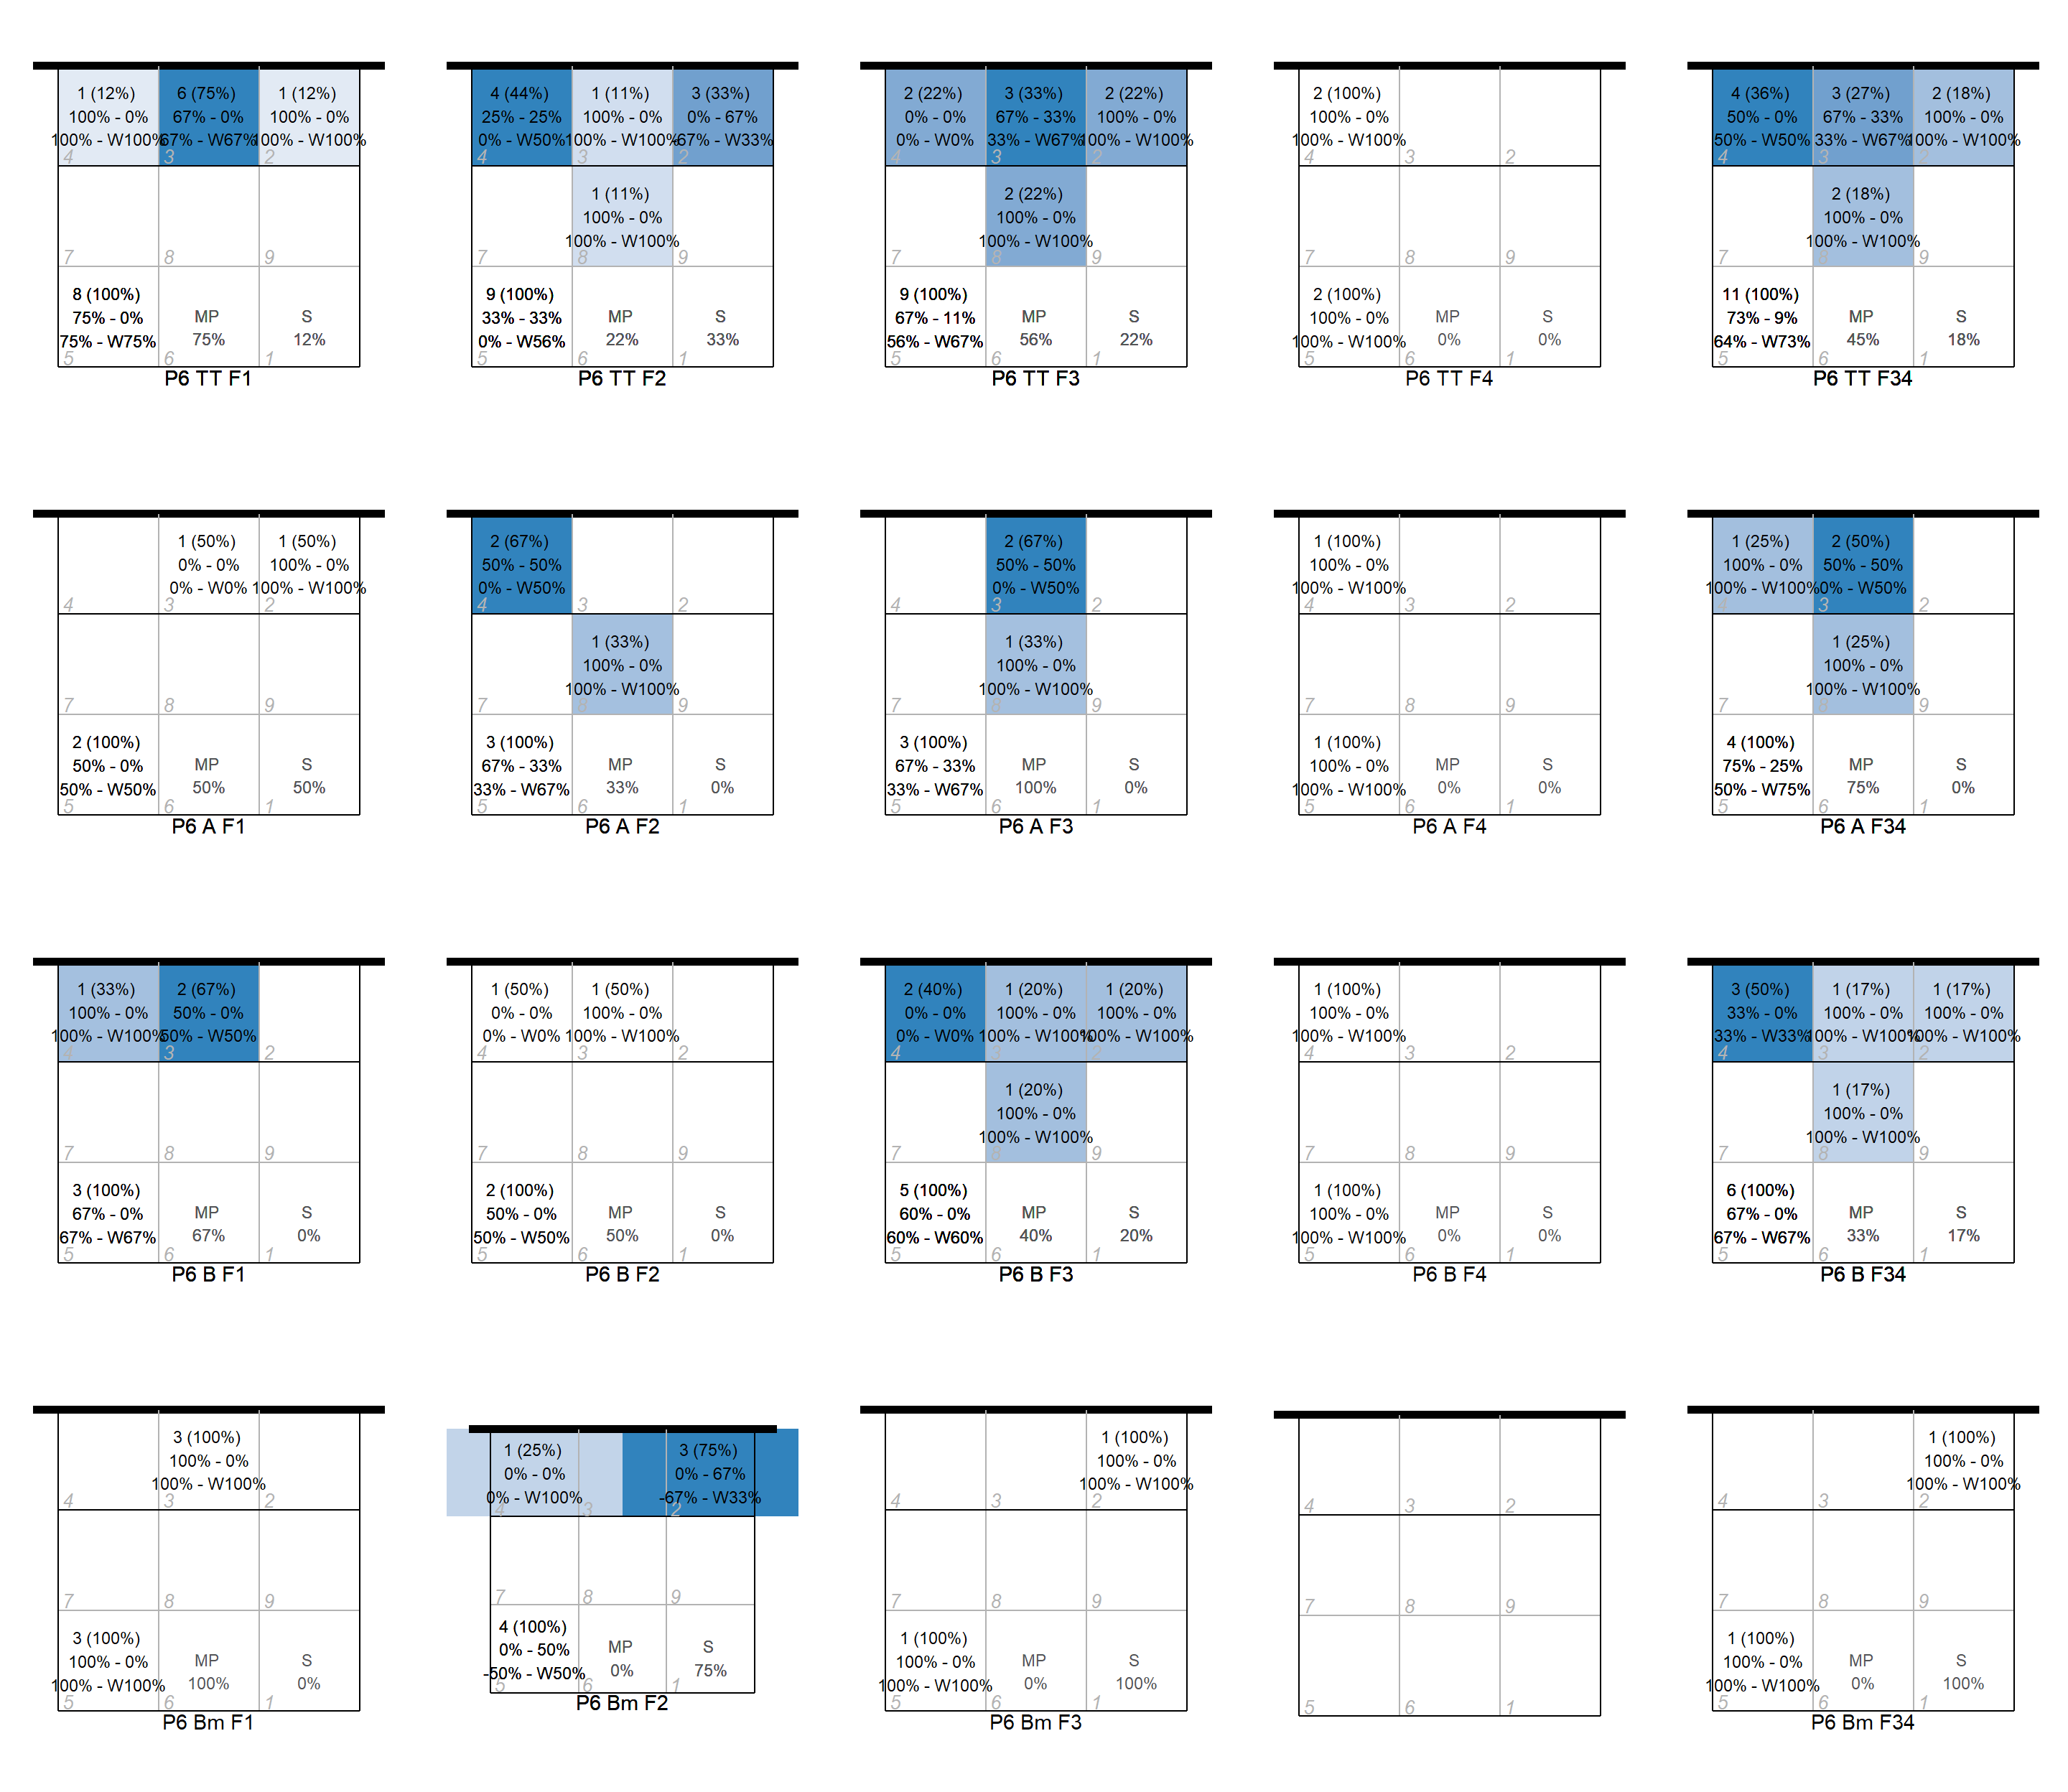 1 (12%)
100% - 0%
100% - W100%
4
6 (75%)
67% - 0%
67% - W67%
3
1 (12%)
100% - 0%
100% - W100%
2
7
8
9
8 (100%)
75% - 0%
75% - W75%
5
MP
75%
6
S
12%
1
P6 TT F1
4 (44%)
25% - 25%
0% - W50%
4
1 (11%)
100% - 0%
100% - W100%
3
3 (33%)
0% - 67%
-67% - W33%
2
7
1 (11%)
100% - 0%
100% - W100%
8
9
9 (100%)
33% - 33%
0% - W56%
5
MP
22%
6
S
33%
1
P6 TT F2
2 (22%)
0% - 0%
0% - W0%
4
3 (33%)
67% - 33%
33% - W67%
3
2 (22%)
100% - 0%
100% - W100%
2
7
2 (22%)
100% - 0%
100% - W100%
8
9
9 (100%)
67% - 11%
56% - W67%
5
MP
56%
6
S
22%
1
P6 TT F3
2 (100%)
100% - 0%
100% - W100%
4
3
2
7
8
9
2 (100%)
100% - 0%
100% - W100%
5
MP
0%
6
S
0%
1
P6 TT F4
4 (36%)
50% - 0%
50% - W50%
4
3 (27%)
67% - 33%
33% - W67%
3
2 (18%)
100% - 0%
100% - W100%
2
7
2 (18%)
100% - 0%
100% - W100%
8
9
11 (100%)
73% - 9%
64% - W73%
5
MP
45%
6
S
18%
1
P6 TT F34
4
1 (50%)
0% - 0%
0% - W0%
3
1 (50%)
100% - 0%
100% - W100%
2
7
8
9
2 (100%)
50% - 0%
50% - W50%
5
MP
50%
6
S
50%
1
P6 A F1
2 (67%)
50% - 50%
0% - W50%
4
3
2
7
1 (33%)
100% - 0%
100% - W100%
8
9
3 (100%)
67% - 33%
33% - W67%
5
MP
33%
6
S
0%
1
P6 A F2
4
2 (67%)
50% - 50%
0% - W50%
3
2
7
1 (33%)
100% - 0%
100% - W100%
8
9
3 (100%)
67% - 33%
33% - W67%
5
MP
100%
6
S
0%
1
P6 A F3
1 (100%)
100% - 0%
100% - W100%
4
3
2
7
8
9
1 (100%)
100% - 0%
100% - W100%
5
MP
0%
6
S
0%
1
P6 A F4
1 (25%)
100% - 0%
100% - W100%
4
2 (50%)
50% - 50%
0% - W50%
3
2
7
1 (25%)
100% - 0%
100% - W100%
8
9
4 (100%)
75% - 25%
50% - W75%
5
MP
75%
6
S
0%
1
P6 A F34
1 (33%)
100% - 0%
100% - W100%
4
2 (67%)
50% - 0%
50% - W50%
3
2
7
8
9
3 (100%)
67% - 0%
67% - W67%
5
MP
67%
6
S
0%
1
P6 B F1
1 (50%)
0% - 0%
0% - W0%
4
1 (50%)
100% - 0%
100% - W100%
3
2
7
8
9
2 (100%)
50% - 0%
50% - W50%
5
MP
50%
6
S
0%
1
P6 B F2
2 (40%)
0% - 0%
0% - W0%
4
1 (20%)
100% - 0%
100% - W100%
3
1 (20%)
100% - 0%
100% - W100%
2
7
1 (20%)
100% - 0%
100% - W100%
8
9
5 (100%)
60% - 0%
60% - W60%
5
MP
40%
6
S
20%
1
P6 B F3
1 (100%)
100% - 0%
100% - W100%
4
3
2
7
8
9
1 (100%)
100% - 0%
100% - W100%
5
MP
0%
6
S
0%
1
P6 B F4
3 (50%)
33% - 0%
33% - W33%
4
1 (17%)
100% - 0%
100% - W100%
3
1 (17%)
100% - 0%
100% - W100%
2
7
1 (17%)
100% - 0%
100% - W100%
8
9
6 (100%)
67% - 0%
67% - W67%
5
MP
33%
6
S
17%
1
P6 B F34
4
3 (100%)
100% - 0%
100% - W100%
3
2
7
8
9
3 (100%)
100% - 0%
100% - W100%
5
MP
100%
6
S
0%
1
P6 Bm F1
1 (25%)
0% - 0%
0% - W100%
4
3
3 (75%)
0% - 67%
-67% - W33%
2
7
8
9
4 (100%)
0% - 50%
-50% - W50%
5
MP
0%
6
S
75%
1
P6 Bm F2
4
3
1 (100%)
100% - 0%
100% - W100%
2
7
8
9
1 (100%)
100% - 0%
100% - W100%
5
MP
0%
6
S
100%
1
P6 Bm F3
4
3
2
7
8
9
5
6
1
4
3
1 (100%)
100% - 0%
100% - W100%
2
7
8
9
1 (100%)
100% - 0%
100% - W100%
5
MP
0%
6
S
100%
1
P6 Bm F34